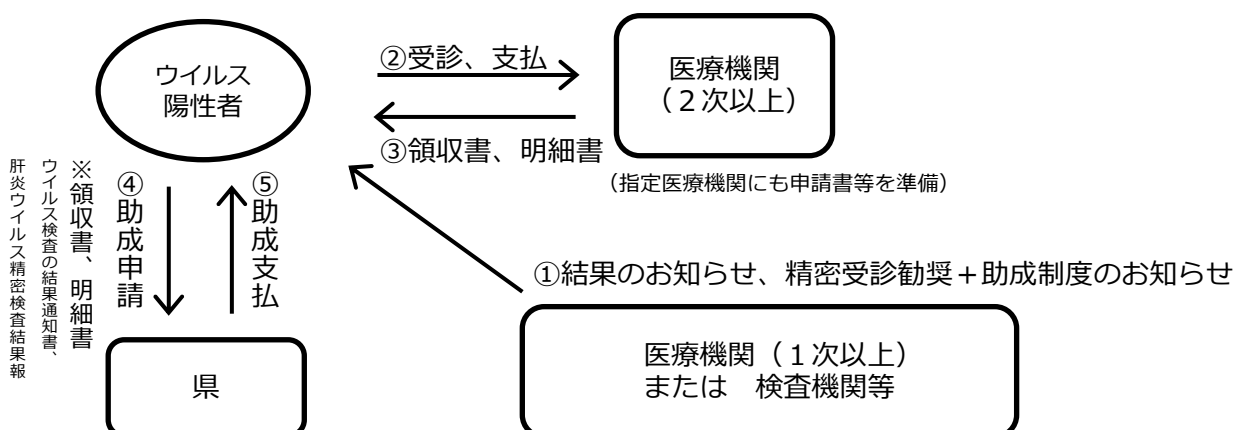 ウイルス
陽性者
②受診、支払
医療機関
（２次以上）
③領収書、明細書
（指定医療機関にも申請書等を準備）
④助成申請
⑤助成支払
※領収書、明細書
ウイルス検査の結果通知書、
肝炎ウイルス精密検査結果報
①結果のお知らせ、精密受診勧奨＋助成制度のお知らせ
県
医療機関（１次以上）
または　検査機関等